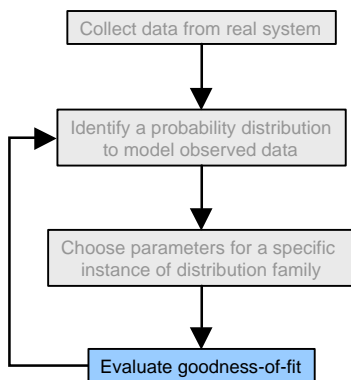 Collect data from real system
Identify a probability distribution
to model observed data
Choose parameters for a specific
instance of distribution family
Evaluate goodness-of-fit